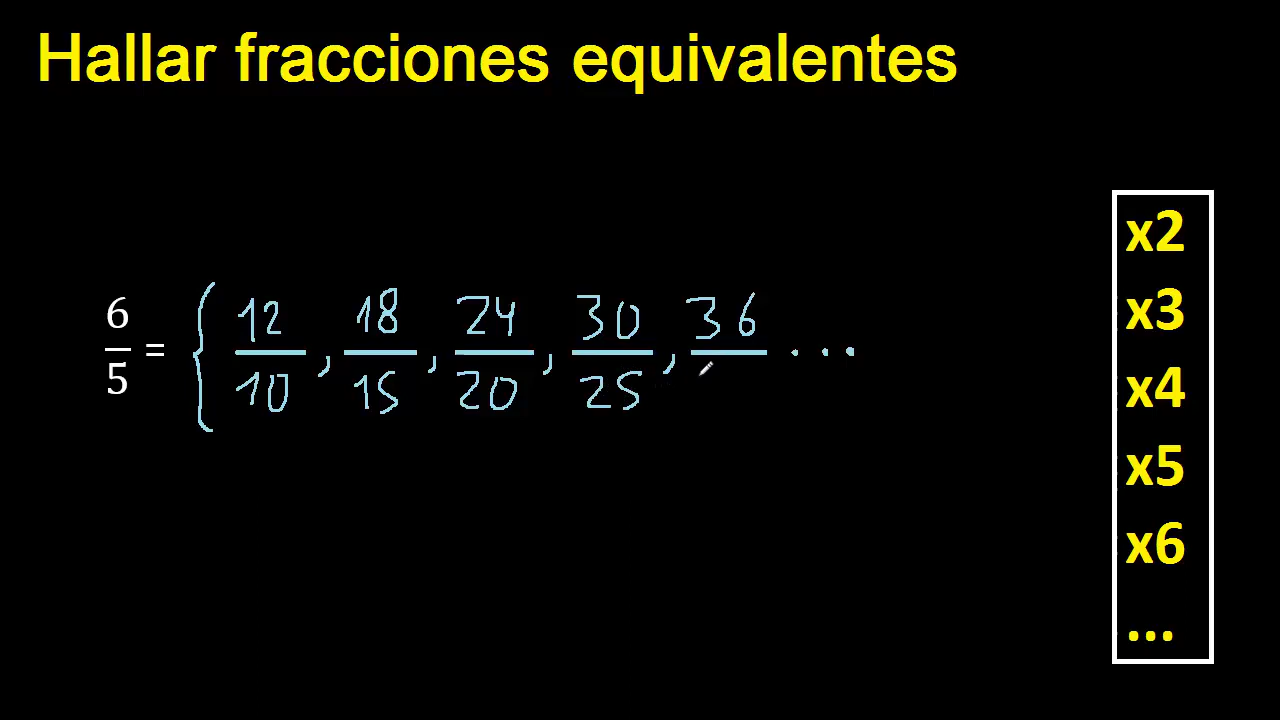 Hallar fracciones equivalentes
6/5 = { 12/10 , 18/15 , 24/20 , 30/25 , 36/ ...
x2
x3
x4
x5
x6
...